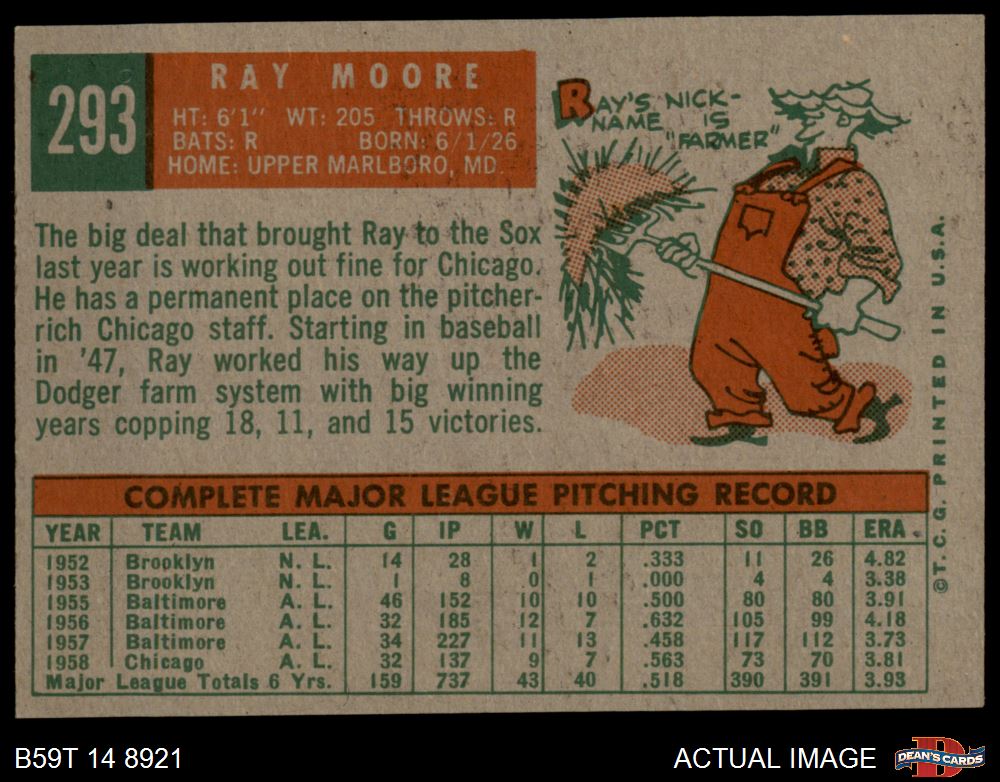 293
RAY MOORE
HT: 6'1" WT: 205 THROWS: R
BATS: R BORN: 6/1/26
HOME: UPPER MARLBORO, MD.
RAY'S NICK-
NAME IS
"FARMER"
The big deal that brought Ray to the Sox
last year is working out fine for Chicago.
He has a permanent place on the pitcher-
rich Chicago staff. Starting in baseball
in '47, Ray worked his way up the
Dodger farm system with big winning
years copping 18, 11, and 15 victories.
COMPLETE MAJOR LEAGUE PITCHING RECORD
YEAR TEAM LEA. G IP W L PCT SO BB ERA
1952 Brooklyn N. L. 14 28 1 2 .333 11 26 4.82
1953 Brooklyn N. L. 1 8 0 1 .000 4 4 3.38
1955 Baltimore A. L. 46 152 10 10 .500 80 80 3.91
1956 Baltimore A. L. 32 185 12 7 .632 105 99 4.18
1957 Baltimore A. L. 34 227 11 13 .458 117 112 3.73
1958 Chicago A. L. 32 137 9 7 .563 73 70 3.81
Major League Totals 6 Yrs. 159 737 43 40 .518 390 391 3.93
©T. C. G. PRINTED IN U.S.A.
B59T 14 8921
ACTUAL IMAGE
D
DEAN'S CARDS